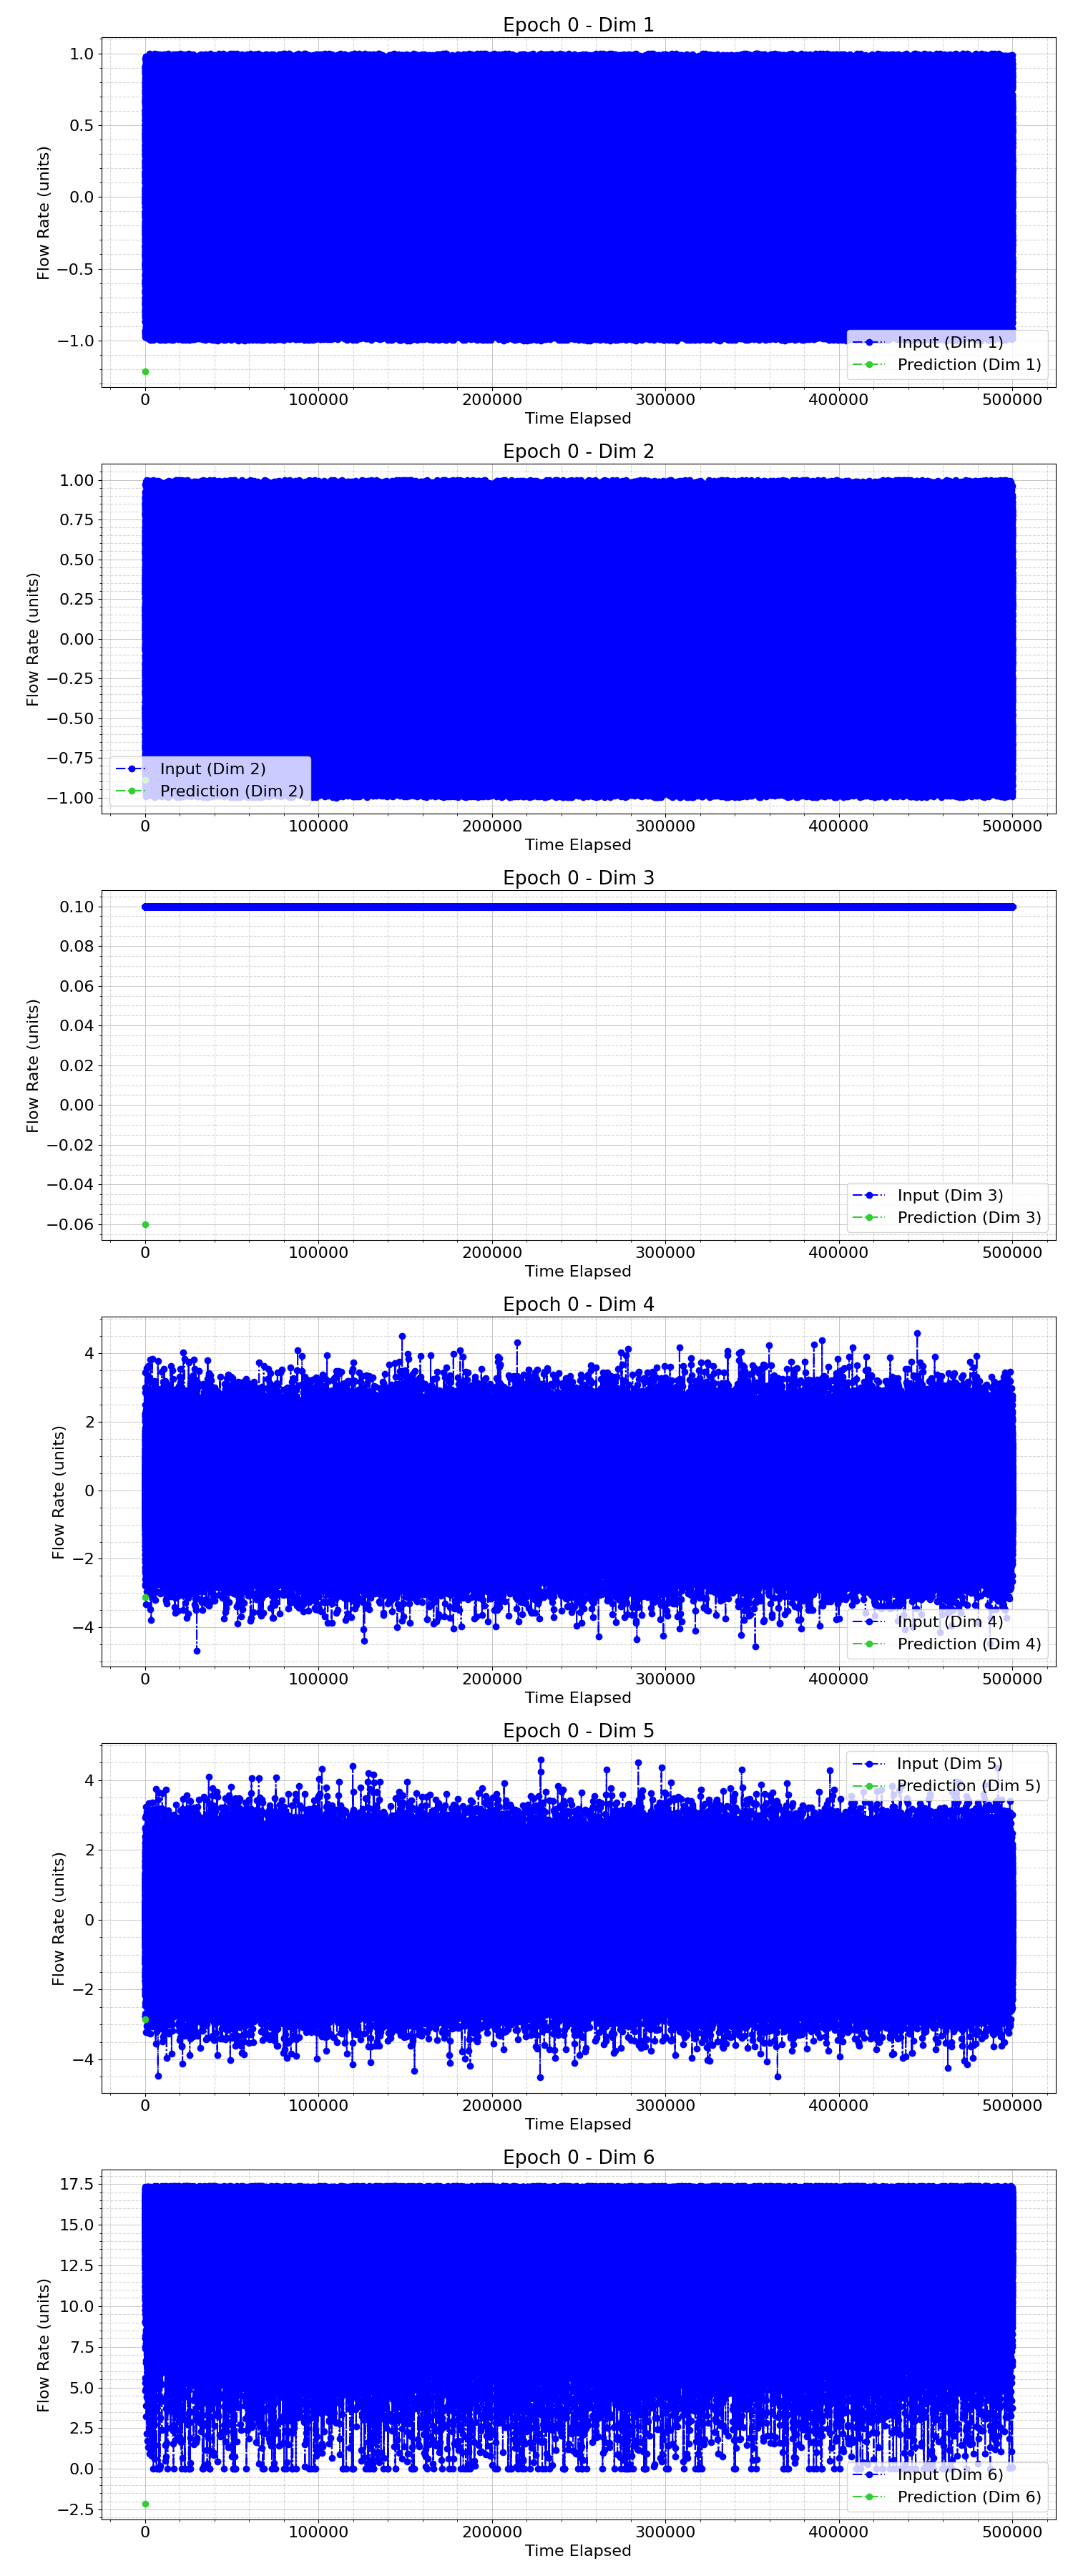 Epoch 0 - Dim 1
1.0
0.5
0.0
−0.5
−1.0
Flow Rate (units)
Input (Dim 1)
Prediction (Dim 1)
0 100000 200000 300000 400000 500000
Time Elapsed
Epoch 0 - Dim 2
1.00
0.75
0.50
0.25
0.00
−0.25
−0.50
−0.75
−1.00
Flow Rate (units)
Input (Dim 2)
Prediction (Dim 2)
0 100000 200000 300000 400000 500000
Time Elapsed
Epoch 0 - Dim 3
0.10
0.08
0.06
0.04
0.02
0.00
−0.02
−0.04
−0.06
Flow Rate (units)
Input (Dim 3)
Prediction (Dim 3)
0 100000 200000 300000 400000 500000
Time Elapsed
Epoch 0 - Dim 4
4
2
0
−2
−4
Flow Rate (units)
Input (Dim 4)
Prediction (Dim 4)
0 100000 200000 300000 400000 500000
Time Elapsed
Epoch 0 - Dim 5
4
2
0
−2
−4
Flow Rate (units)
Input (Dim 5)
Prediction (Dim 5)
0 100000 200000 300000 400000 500000
Time Elapsed
Epoch 0 - Dim 6
17.5
15.0
12.5
10.0
7.5
5.0
2.5
0.0
−2.5
Flow Rate (units)
Input (Dim 6)
Prediction (Dim 6)
0 100000 200000 300000 400000 500000
Time Elapsed